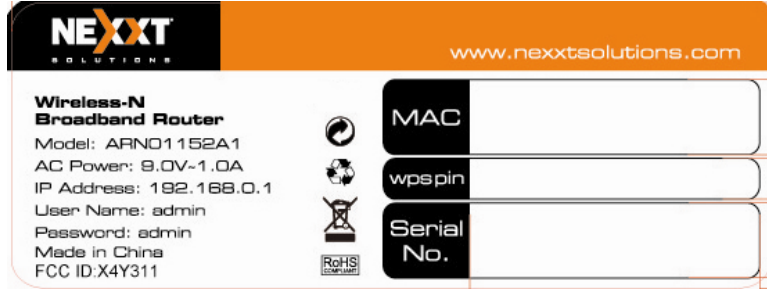 NEXXT
SOLUTIONS
www.nexxtsolutions.com
Wireless-N
Broadband Router
Model: ARN01152A1
AC Power: 9.0V~1.0A
IP Address: 192.168.0.1
User Name: admin
Password: admin
Made in China
FCC ID:X4Y311
RoHS
COMPLIANT
MAC
wps pin
Serial
No.